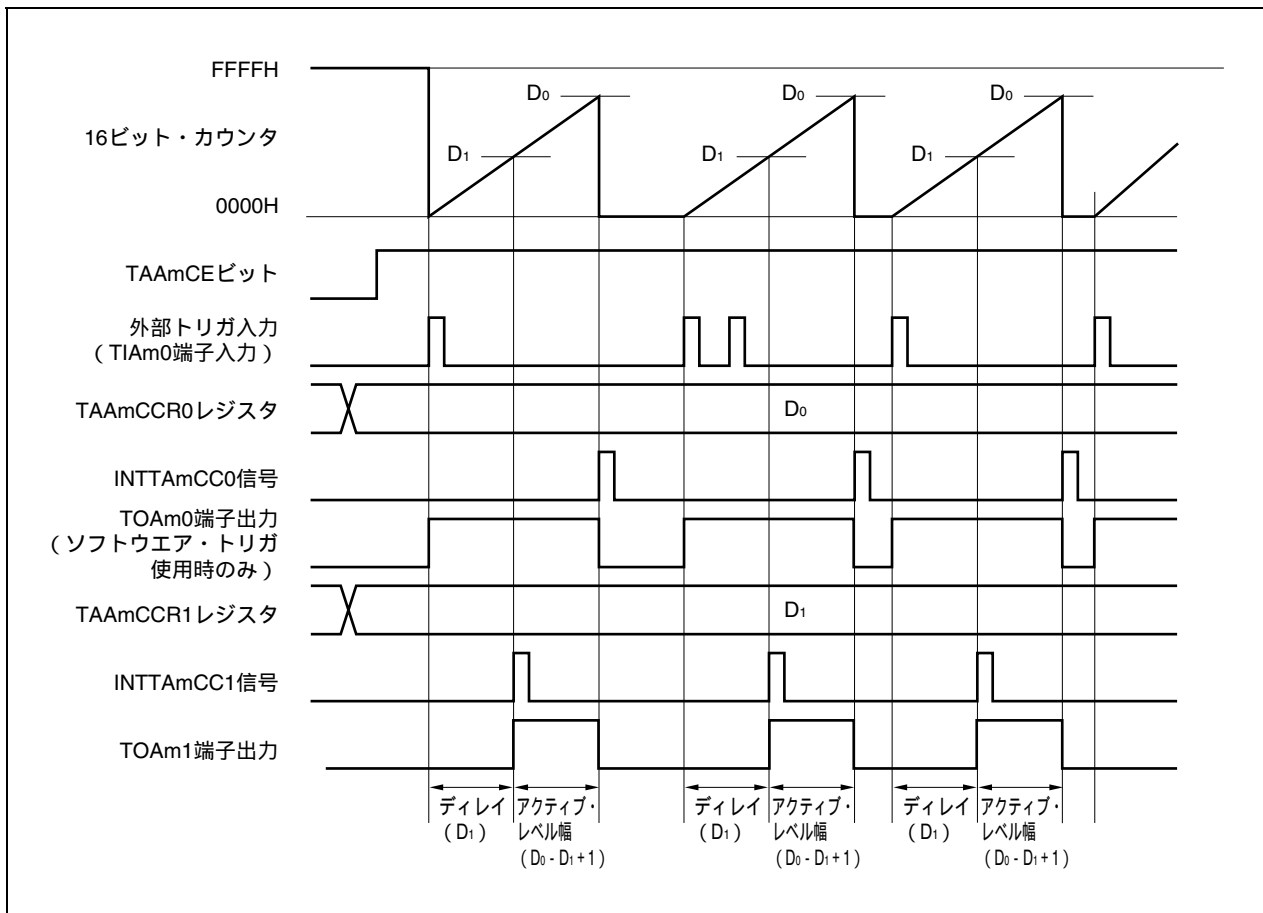 FFFFH
D0
D0
D0
16ビット・カウンタ
D1
D1
D1
0000H
TAAmCEビット
外部トリガ入力
（TIAm0端子入力）
TAAmCCR0レジスタ
D0
INTTAmCC0信号
TOAm0端子出力
（ソフトウエア・トリガ
使用時のみ）
TAAmCCR1レジスタ
D1
INTTAmCC1信号
TOAm1端子出力
ディレイ
（D1）
アクティブ・
レベル幅
（D0 - D1 + 1）
ディレイ
（D1）
アクティブ・
レベル幅
（D0 - D1 + 1）
ディレイ
（D1）
アクティブ・
レベル幅
（D0 - D1 + 1）